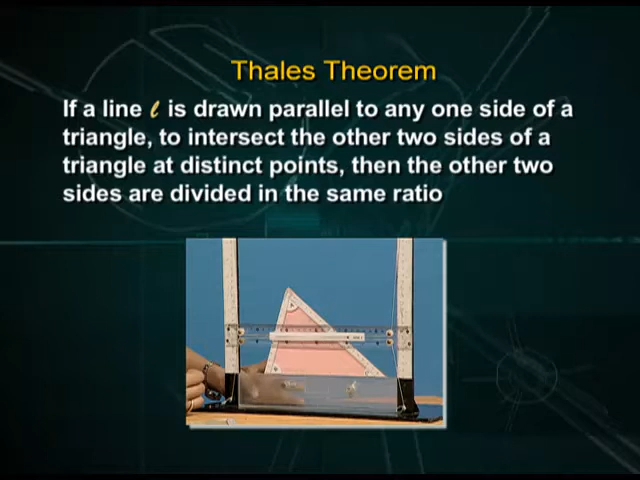 Thales Theorem
If a line ℓ is drawn parallel to any one side of a
triangle, to intersect the other two sides of a
triangle at distinct points, then the other two
sides are divided in the same ratio